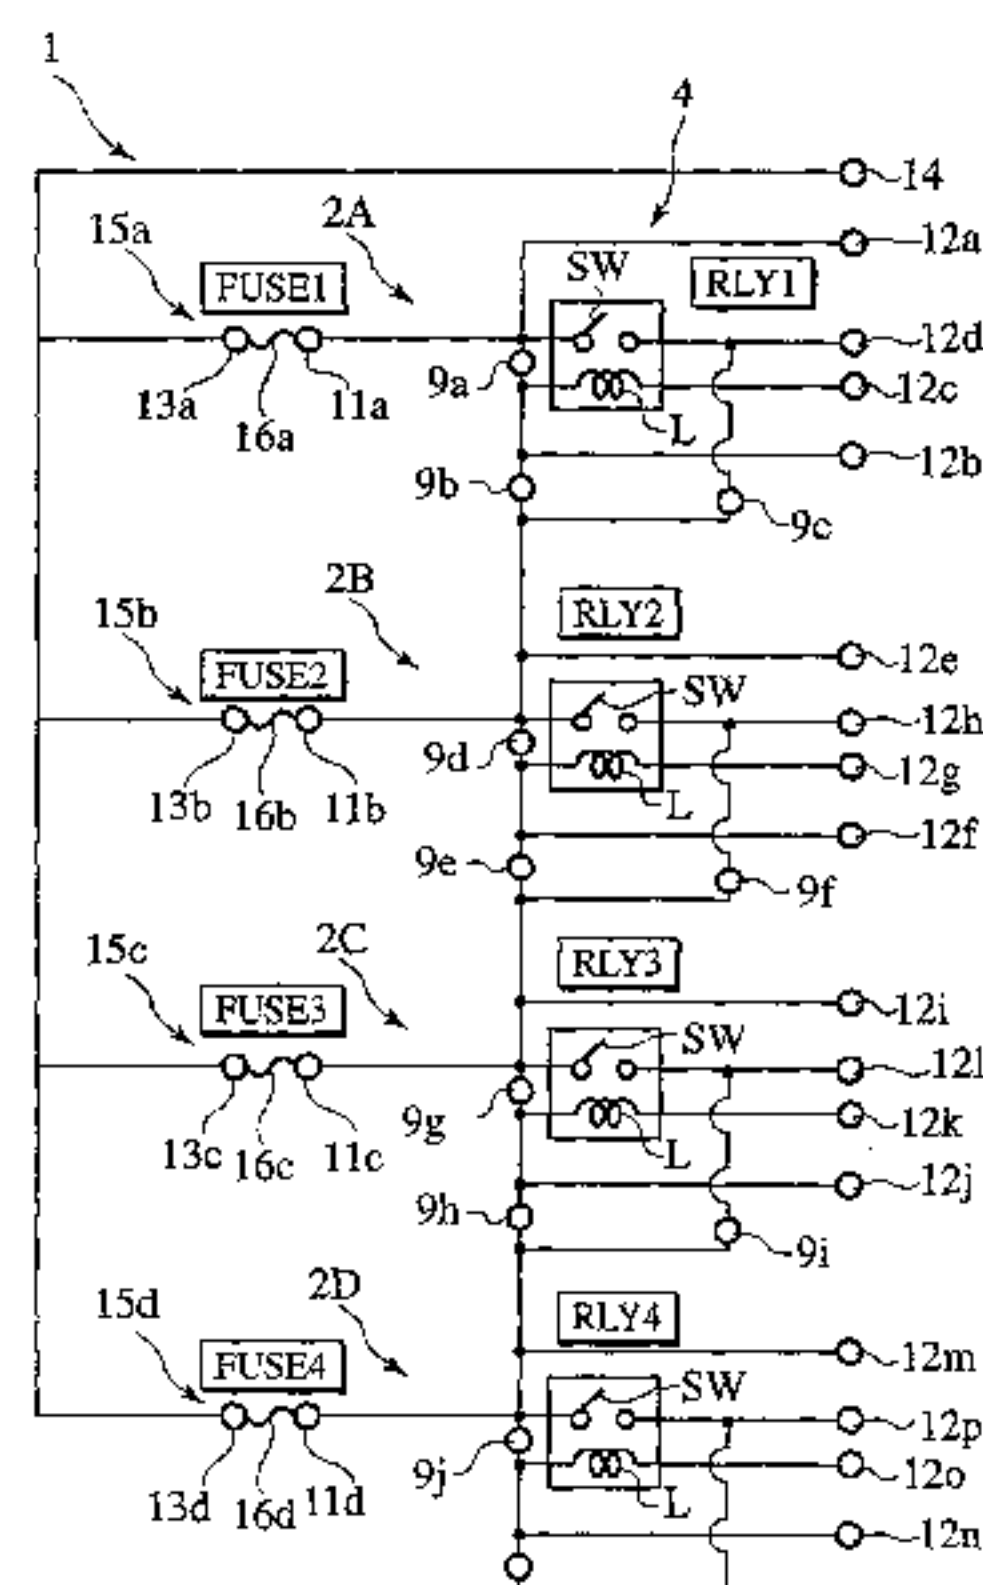 1
4
14
2A
15a
12a
SW
FUSE1
RLY1
12d
9a
12c
13a
11a
16a
L
12b
9b
9c
2B
RLY2
15b
12e
FUSE2
SW
12h
9d
12g
13b
16b
11b
L
12f
9e
9f
2C
RLY3
15c
12i
FUSE3
SW
12l
9g
12k
13c
16c
11c
L
12j
9h
9i
2D
RLY4
15d
12m
FUSE4
SW
12p
9j
12o
13d
16d
11d
L
12n